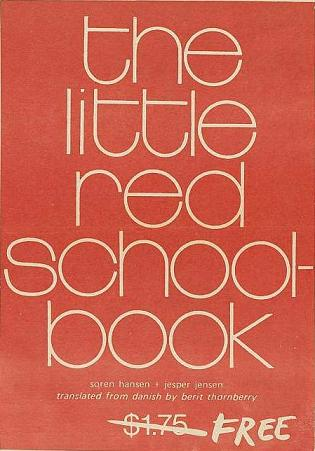 the
little
red
school-
book
soren hansen + jesper jensen
translated from danish by berit thornberry
$1.75 FREE